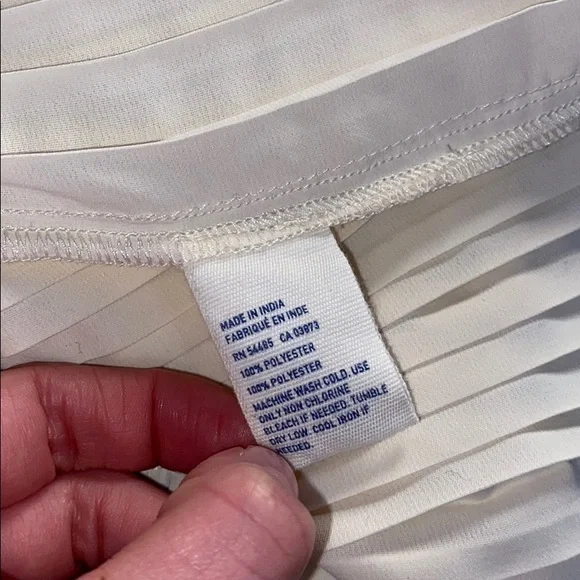 MADE IN INDIA
FABRIQUÉ EN INDE
RN 54485 CA 03873
100% POLYESTER
100% POLYESTER
MACHINE WASH COLD. USE
ONLY NON CHLORINE
BLEACH IF NEEDED. TUMBLE
DRY LOW. COOL IRON IF
NEEDED.